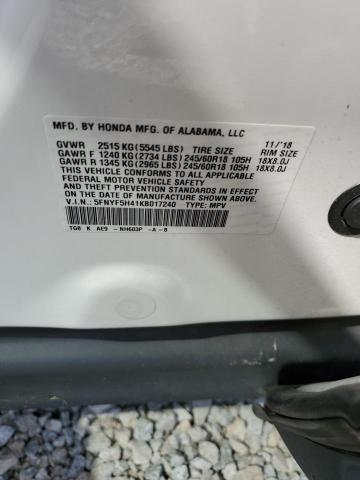 MFD. BY HONDA MFG. OF ALABAMA, LLC
GVWR 2515 KG (5545 LBS) TIRE SIZE 11/'18 RIM SIZE
GAWR F 1240 KG (2734 LBS) 245/60R18 105H 18X8.0J
GAWR R 1345 KG (2965 LBS) 245/60R18 105H 18X8.0J
THIS VEHICLE CONFORMS TO ALL APPLICABLE
FEDERAL MOTOR VEHICLE SAFETY AND
THEFT PREVENTION STANDARDS IN EFFECT ON
THE DATE OF MANUFACTURE SHOWN ABOVE.
V.I.N.: 5FNYF5H41KB017240 TYPE: MPV
TG8 K AE9 -NH603P -A -8